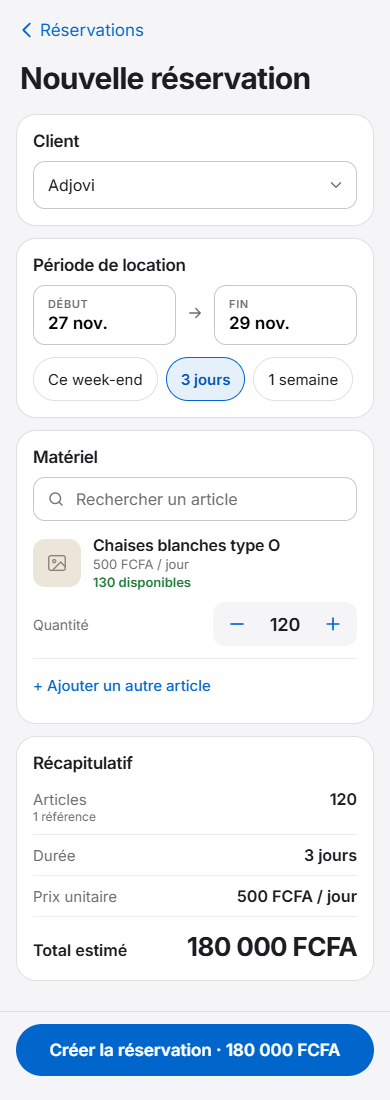 Réservations
Nouvelle réservation
Client
Adjovi
Période de location
DÉBUT
27 nov.
→
FIN
29 nov.
Ce week-end
3 jours
1 semaine
Matériel
Rechercher un article
Chaises blanches type O
500 FCFA / jour
130 disponibles
Quantité
− 120 +
+ Ajouter un autre article
Récapitulatif
Articles 120
1 référence
Durée 3 jours
Prix unitaire 500 FCFA / jour
Total estimé 180 000 FCFA
Créer la réservation · 180 000 FCFA